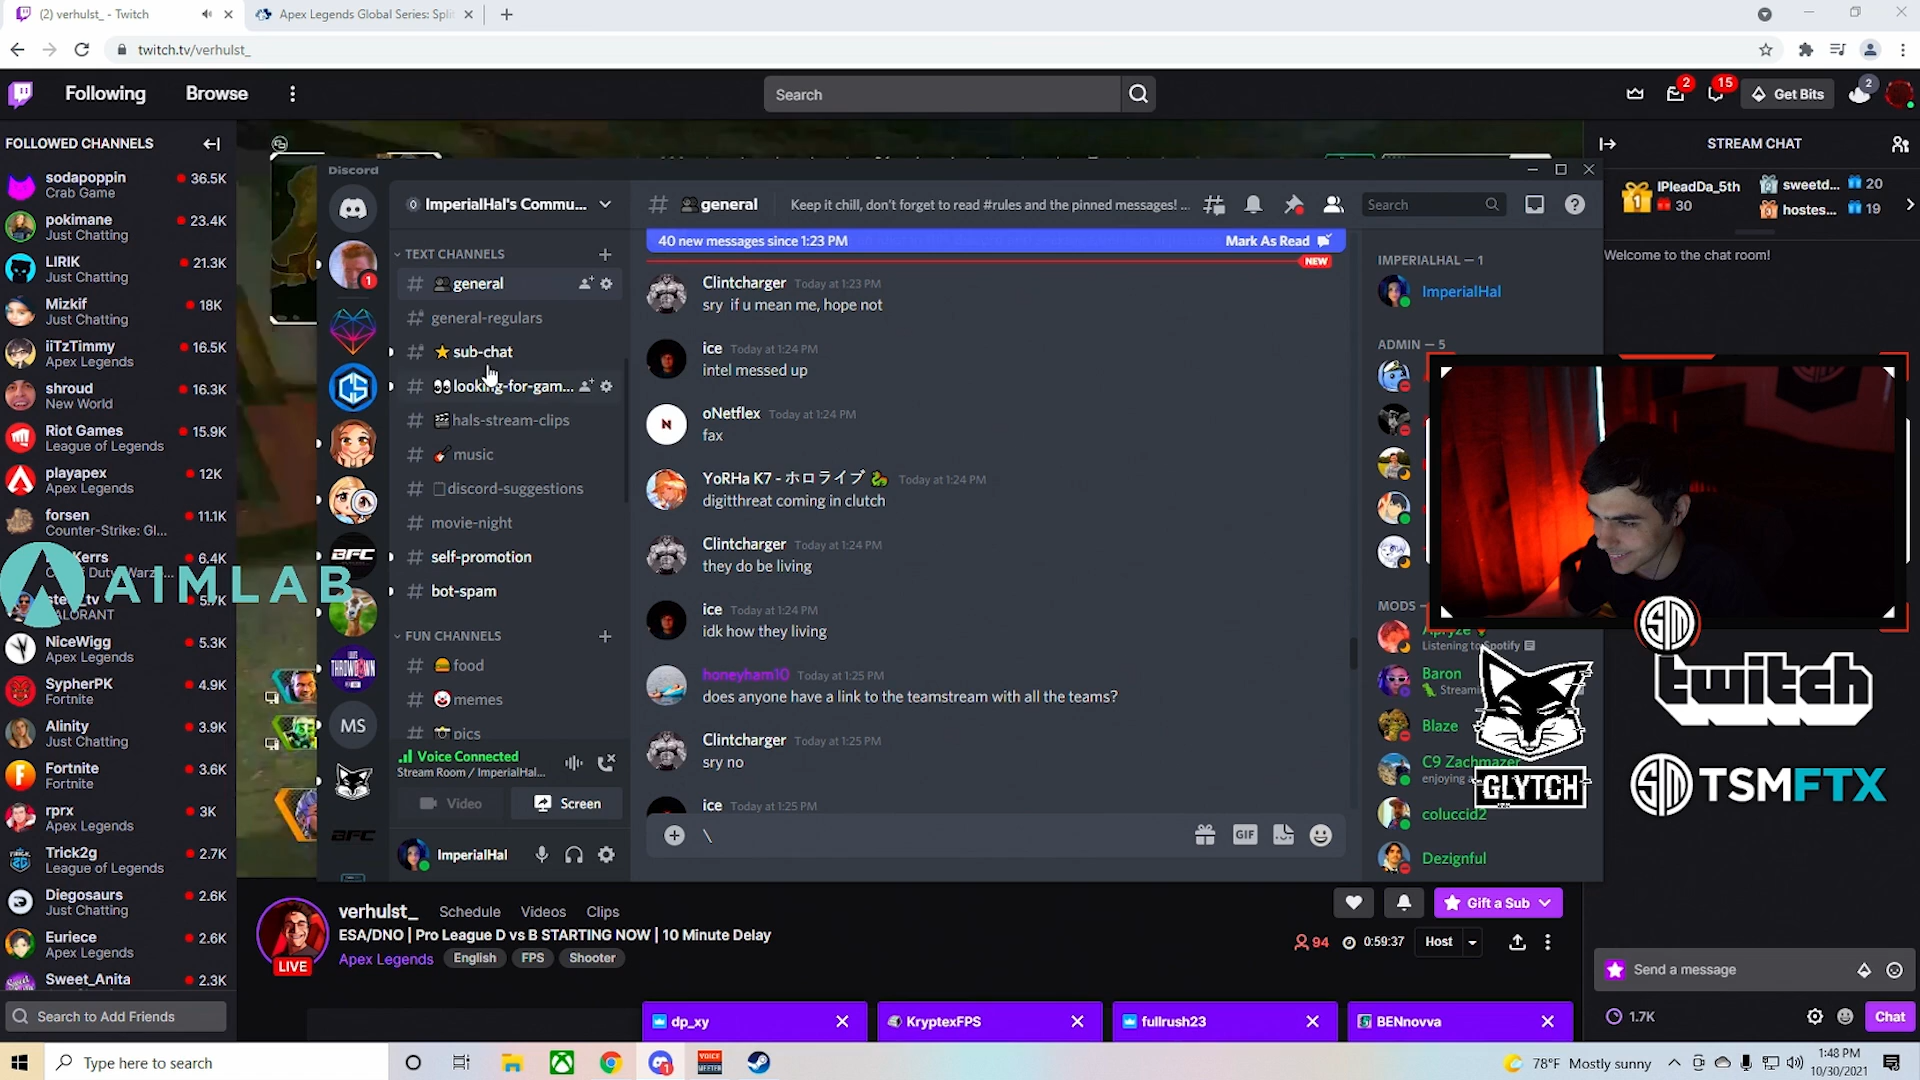 (2) verhulst_ - Twitch
Apex Legends Global Series: Spli
twitch.tv/verhulst_
Following
Browse
Search
2
15
Get Bits
2
FOLLOWED CHANNELS
sodapoppin
36.5K
Crab Game
pokimane
23.4K
Just Chatting
LIRIK
21.3K
Just Chatting
Mizkif
18K
Just Chatting
iiTzTimmy
16.5K
Apex Legends
shroud
16.3K
New World
Riot Games
15.9K
League of Legends
playapex
12K
Apex Legends
forsen
11.1K
Counter-Strike: Gl...
Kerrs
6.4K
Duty: Warz...
AIMLAB
_tv
5.7K
ALORANT
NiceWigg
5.3K
Apex Legends
SypherPK
4.9K
Fortnite
Alinity
3.9K
Just Chatting
Fortnite
3.6K
Fortnite
rprx
3K
Apex Legends
Trick2g
2.7K
League of Legends
Diegosaurs
2.6K
Just Chatting
Euriece
2.6K
Apex Legends
Sweet_Anita
2.3K
Search to Add Friends
Discord
1
BFC
THROWDOWN
MS
BFC
ImperialHal's Commu...
TEXT CHANNELS
general
general-regulars
sub-chat
looking-for-gam...
hals-stream-clips
music
discord-suggestions
movie-night
self-promotion
bot-spam
FUN CHANNELS
food
memes
pics
Voice Connected
Stream Room / ImperialHal...
Video
Screen
ImperialHal
# general
Keep it chill, don't forget to read #rules and the pinned messages! ...
Search
40 new messages since 1:23 PM
Mark As Read
NEW
Clintcharger Today at 1:23 PM
sry if u mean me, hope not
ice Today at 1:24 PM
intel messed up
N
oNetflex Today at 1:24 PM
fax
YoRHa K7 - ホロライブ 🐉 Today at 1:24 PM
digitthreat coming in clutch
Clintcharger Today at 1:24 PM
they do be living
ice Today at 1:24 PM
idk how they living
honeyham10 Today at 1:25 PM
does anyone have a link to the teamstream with all the teams?
Clintcharger Today at 1:25 PM
sry no
ice Today at 1:25 PM
\
GIF
IMPERIALHAL — 1
ImperialHal
ADMIN — 5
MODS —
Apryze
Listening to Spotify
Baron
Streami
Blaze
C9 Zachmazer
enjoying a
coluccid2
Dezignful
STREAM CHAT
1
IPleadDa_5th
30
2
sweetd...
20
3
hostes...
19
Welcome to the chat room!
TSM
twitch
GLYTCH
TSM TSMFTX
verhulst_
Schedule
Videos
Clips
ESA/DNO | Pro League D vs B STARTING NOW | 10 Minute Delay
LIVE
Apex Legends
English
FPS
Shooter
Gift a Sub
94
0:59:37
Host
Send a message
1.7K
Chat
dp_xy
KryptexFPS
fullrush23
BENnovva
Type here to search
1
VOICE
MEETER
78°F Mostly sunny
1:48 PM
10/30/2021